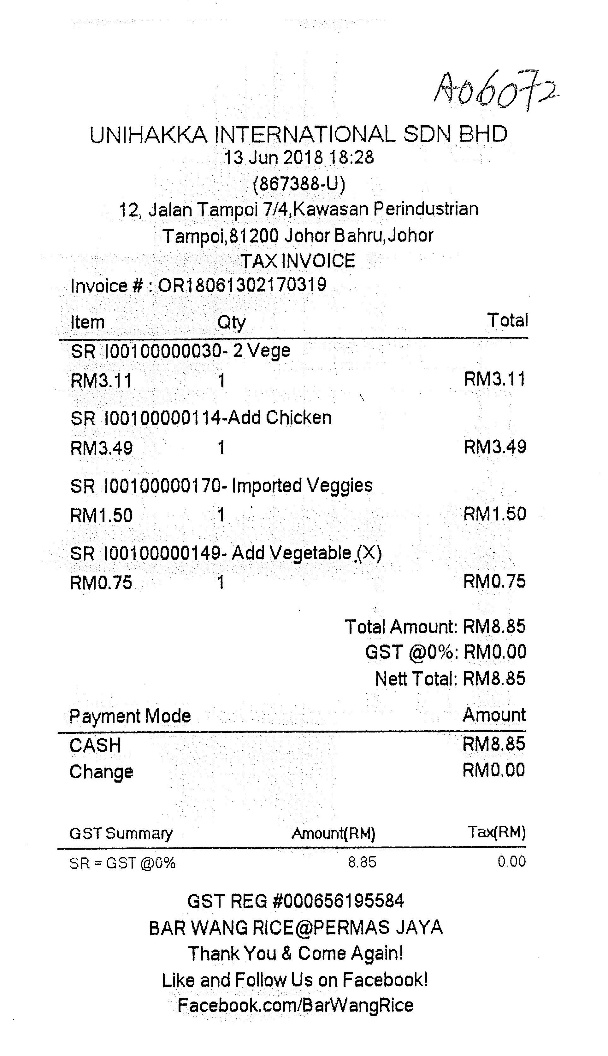 A06072
UNIHAKKA INTERNATIONAL SDN BHD
13 Jun 2018 18:28
(867388-U)
12, Jalan Tampoi 7/4,Kawasan Perindustrian
Tampoi,81200 Johor Bahru,Johor
TAX INVOICE
Invoice # : OR18061302170319
Item Qty Total
SR I00100000030- 2 Vege
RM3.11 1 RM3.11
SR I00100000114-Add Chicken
RM3.49 1 RM3.49
SR I00100000170- Imported Veggies
RM1.50 1 RM1.50
SR I00100000149- Add Vegetable (X)
RM0.75 1 RM0.75
Total Amount: RM8.85
GST @0%: RM0.00
Nett Total: RM8.85
Payment Mode Amount
CASH RM8.85
Change RM0.00
GST Summary Amount(RM) Tax(RM)
SR = GST @0% 8.85 0.00
GST REG #000656195584
BAR WANG RICE@PERMAS JAYA
Thank You & Come Again!
Like and Follow Us on Facebook!
Facebook.com/BarWangRice